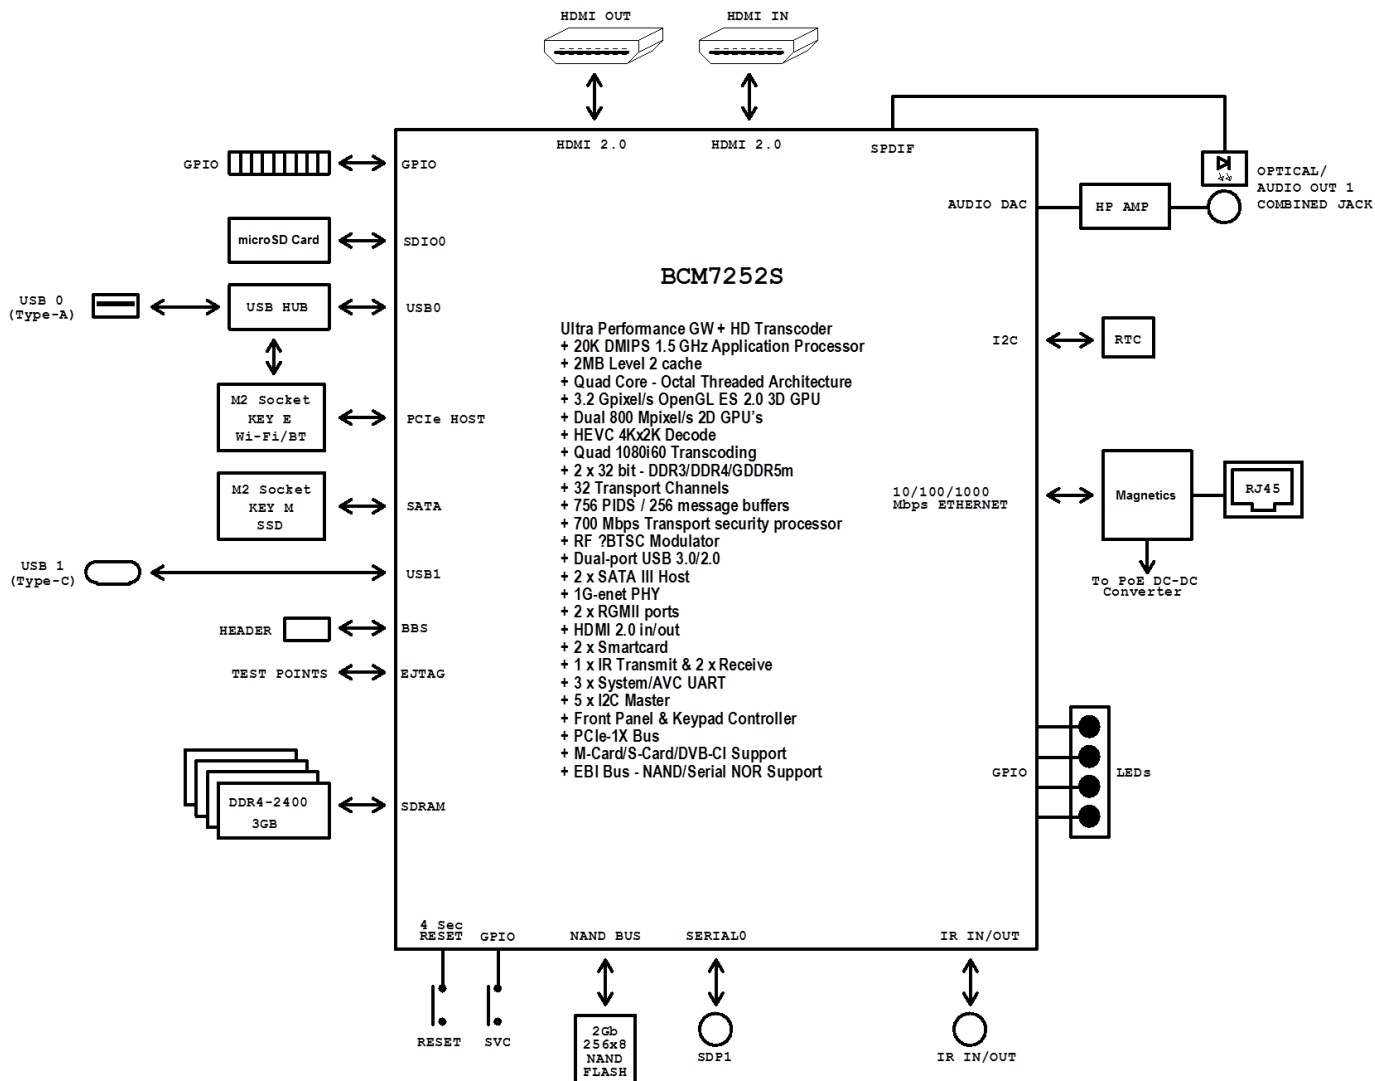 HDMI OUT
HDMI IN
HDMI 2.0
HDMI 2.0
SPDIF
GPIO
GPIO
OPTICAL/
AUDIO OUT 1
COMBINED JACK
AUDIO DAC
HP AMP
microSD Card
SDIO0
BCM7252S
USB 0
(Type-A)
USB HUB
USB0
Ultra Performance GW + HD Transcoder
+ 20K DMIPS 1.5 GHz Application Processor
+ 2MB Level 2 cache
+ Quad Core - Octal Threaded Architecture
+ 3.2 Gpixel/s OpenGL ES 2.0 3D GPU
+ Dual 800 Mpixel/s 2D GPU's
+ HEVC 4Kx2K Decode
+ Quad 1080i60 Transcoding
+ 2 x 32 bit - DDR3/DDR4/GDDR5m
+ 32 Transport Channels
+ 756 PIDS / 256 message buffers
+ 700 Mbps Transport security processor
+ RF ?BTSC Modulator
+ Dual-port USB 3.0/2.0
+ 2 x SATA III Host
+ 1G-enet PHY
+ 2 x RGMII ports
+ HDMI 2.0 in/out
+ 2 x Smartcard
+ 1 x IR Transmit & 2 x Receive
+ 3 x System/AVC UART
+ 5 x I2C Master
+ Front Panel & Keypad Controller
+ PCIe-1X Bus
+ M-Card/S-Card/DVB-CI Support
+ EBI Bus - NAND/Serial NOR Support
I2C
RTC
M2 Socket
KEY E
Wi-Fi/BT
PCIe HOST
M2 Socket
KEY M
SSD
SATA
10/100/1000
Mbps ETHERNET
Magnetics
RJ45
To PoE DC-DC
Converter
USB 1
(Type-C)
USB1
HEADER
BBS
TEST POINTS
EJTAG
DDR4-2400
3GB
SDRAM
GPIO
LEDs
4 Sec
RESET
GPIO
NAND BUS
SERIAL0
IR IN/OUT
RESET
SVC
2Gb
256x8
NAND
FLASH
SDP1
IR IN/OUT